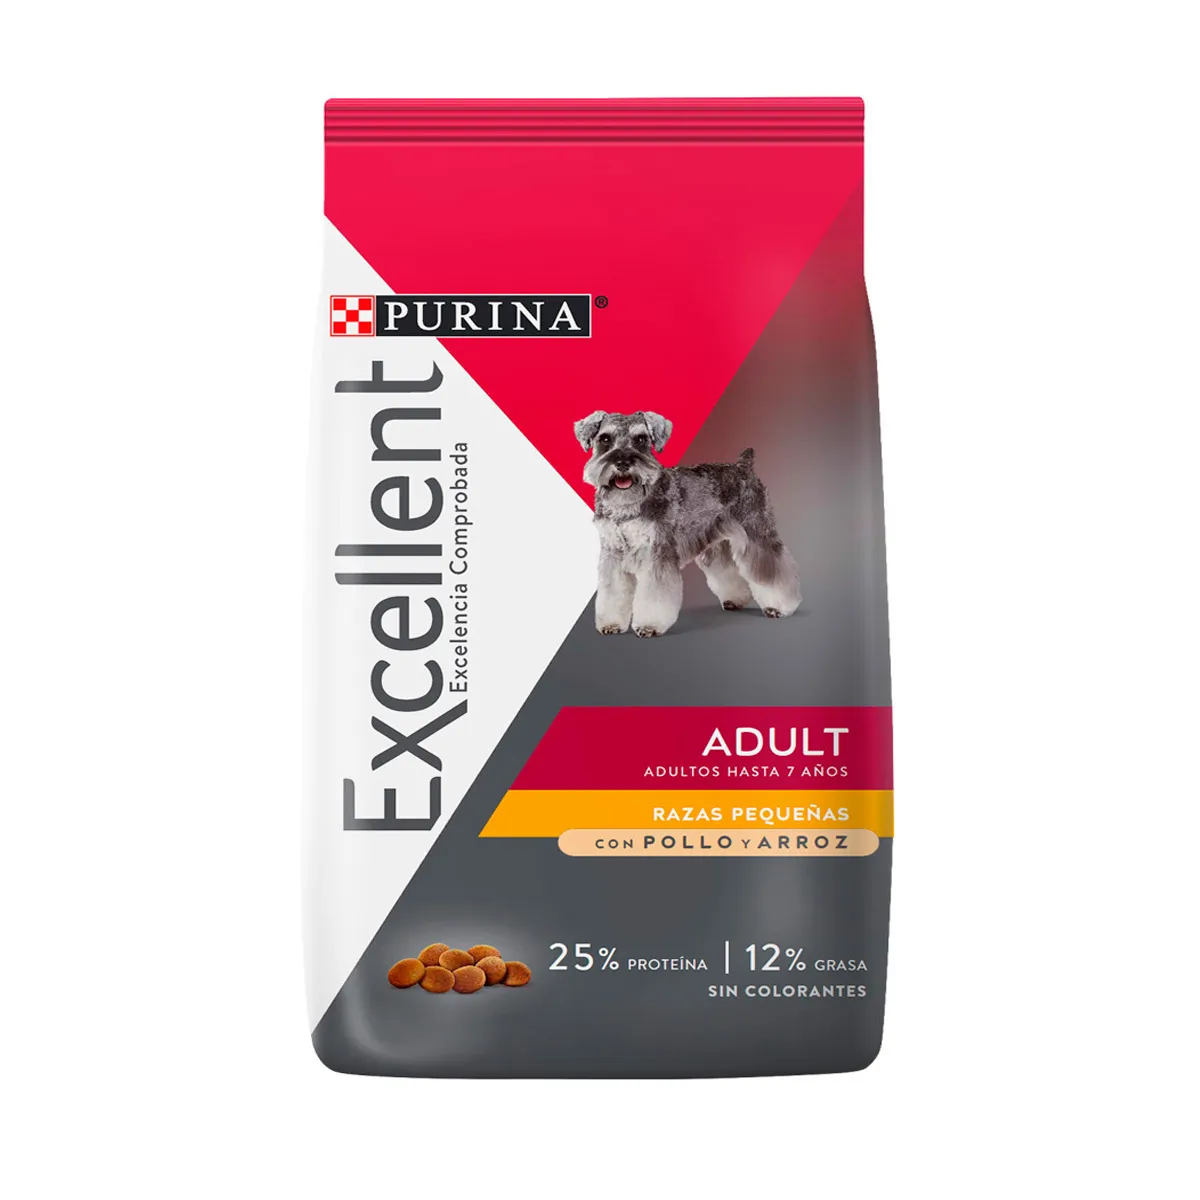 PURINA®
Excellent
Excelencia Comprobada
ADULT
ADULTOS HASTA 7 AÑOS
RAZAS PEQUEÑAS
CON POLLO Y ARROZ
25% PROTEÍNA | 12% GRASA
SIN COLORANTES